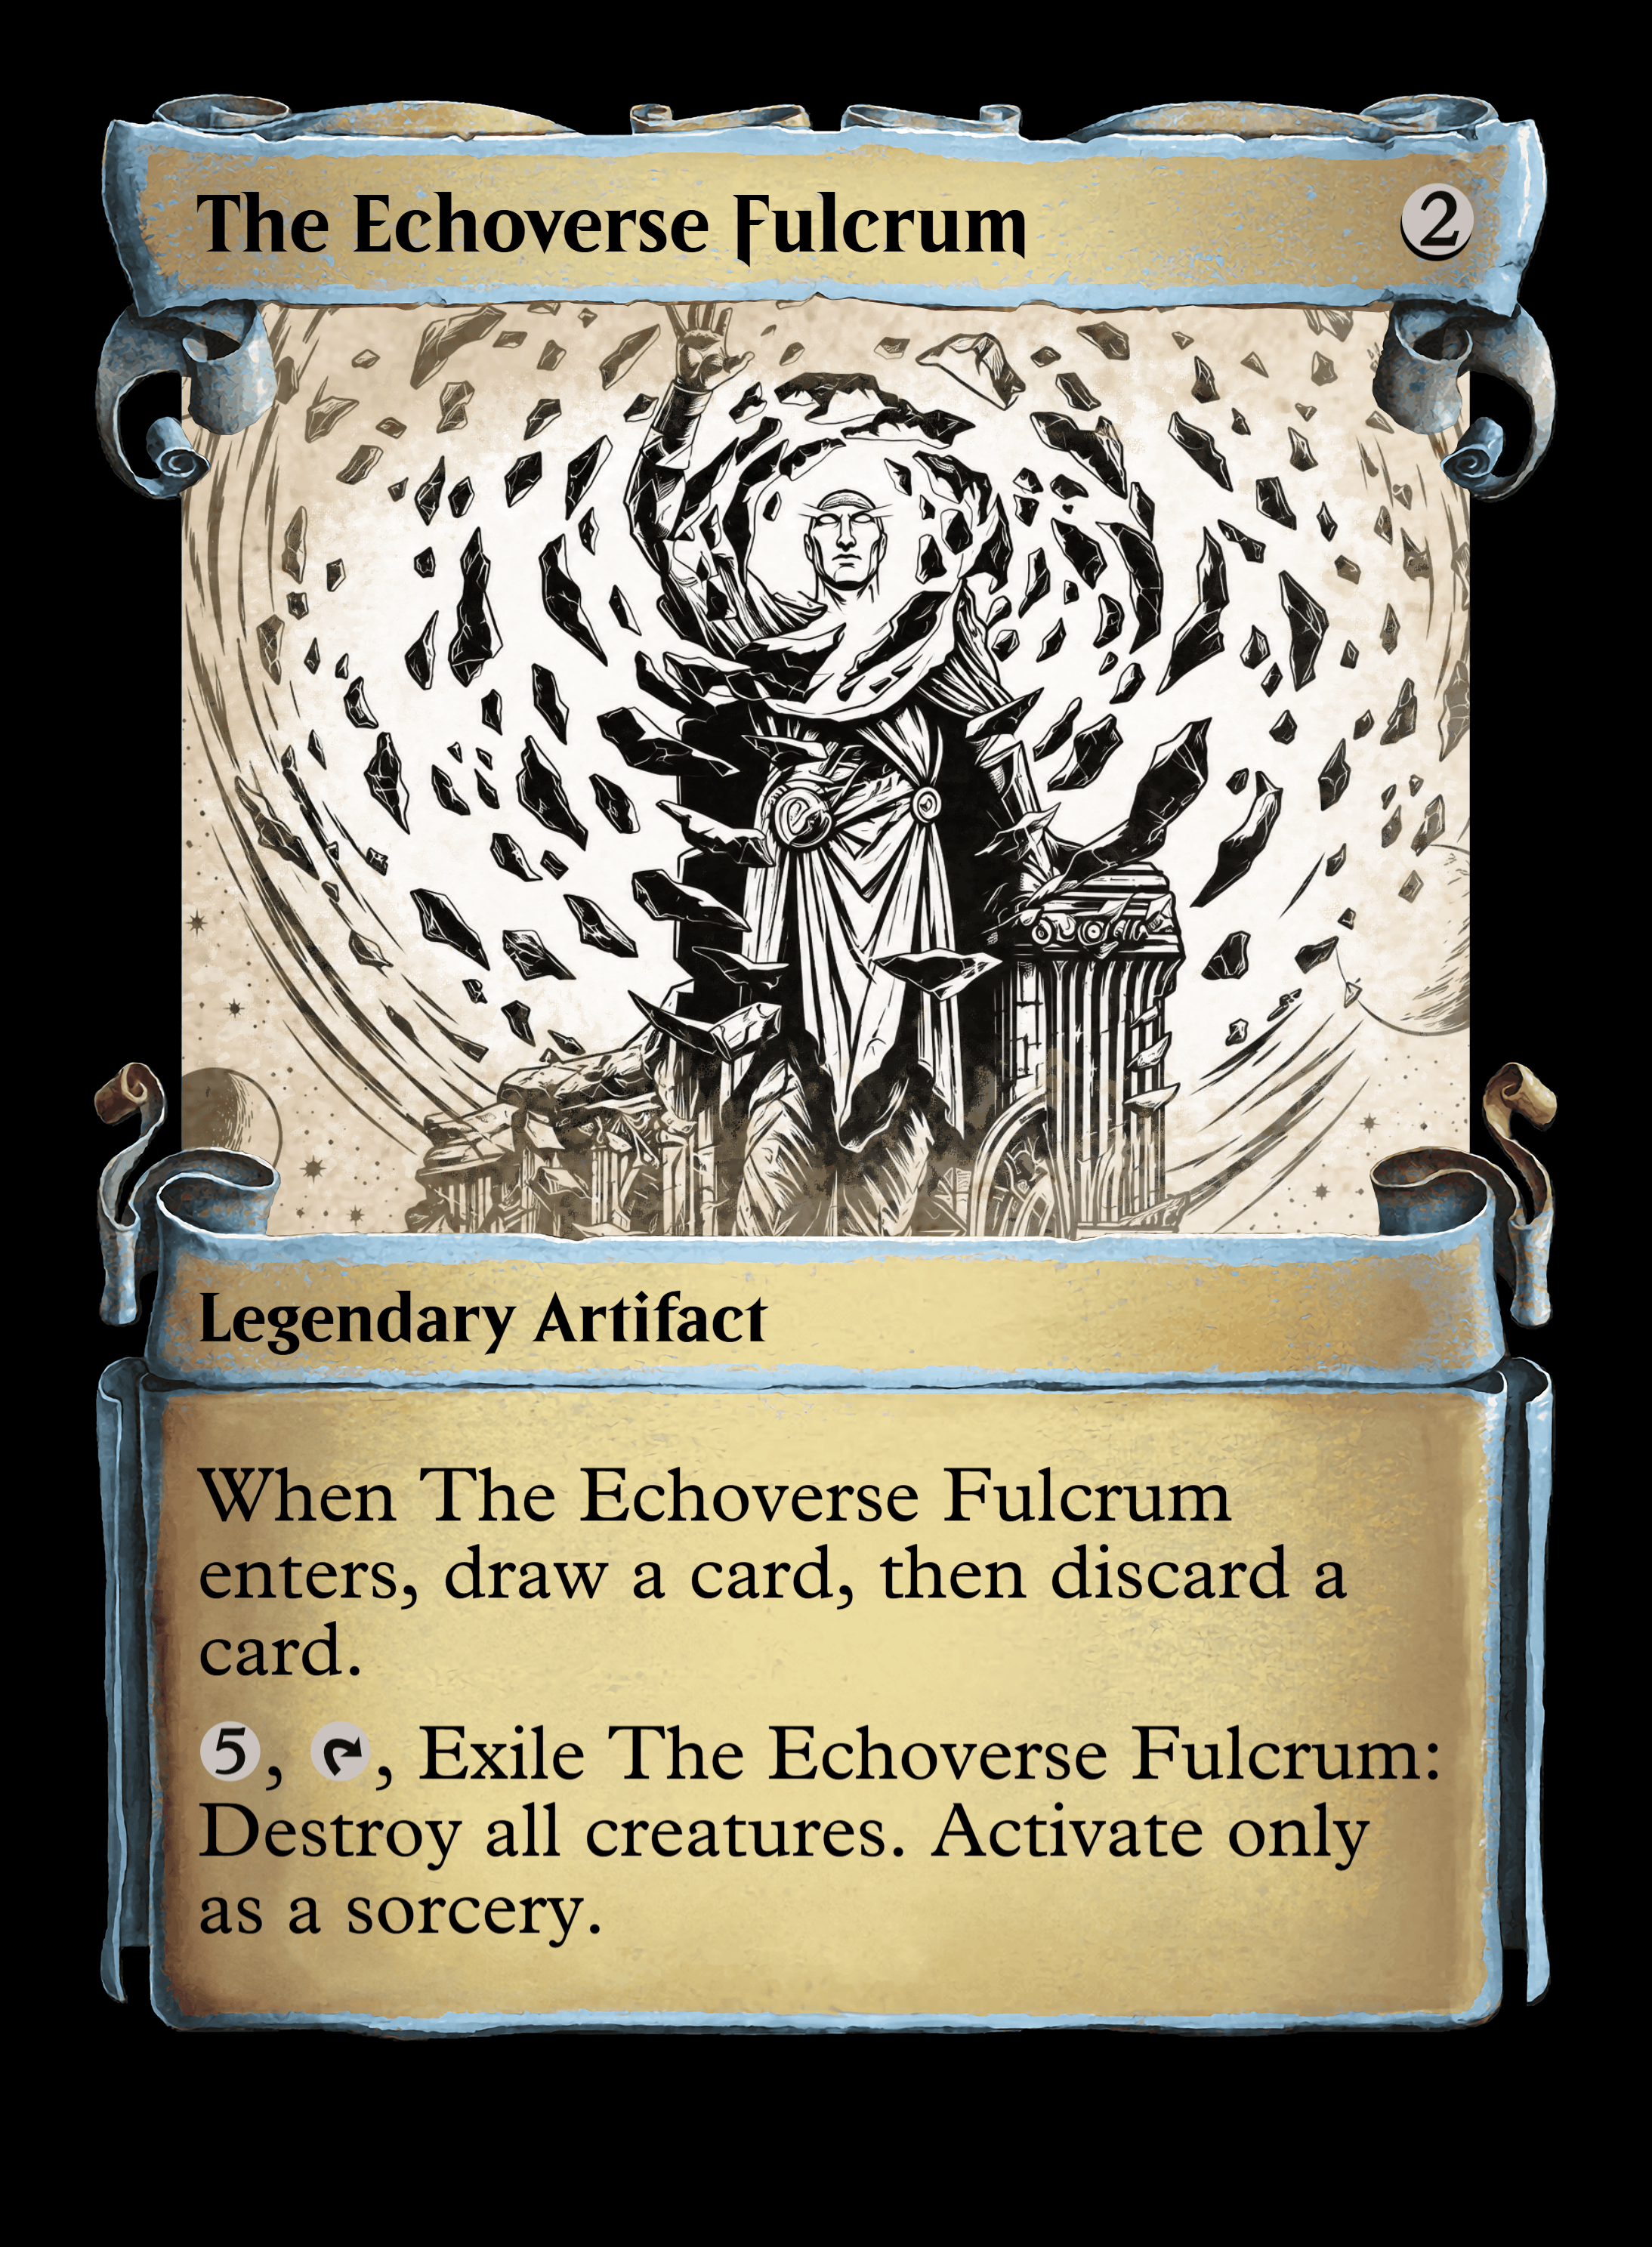 The Echoverse Fulcrum 2
Legendary Artifact
When The Echoverse Fulcrum
enters, draw a card, then discard a
card.
5, , Exile The Echoverse Fulcrum:
Destroy all creatures. Activate only
as a sorcery.